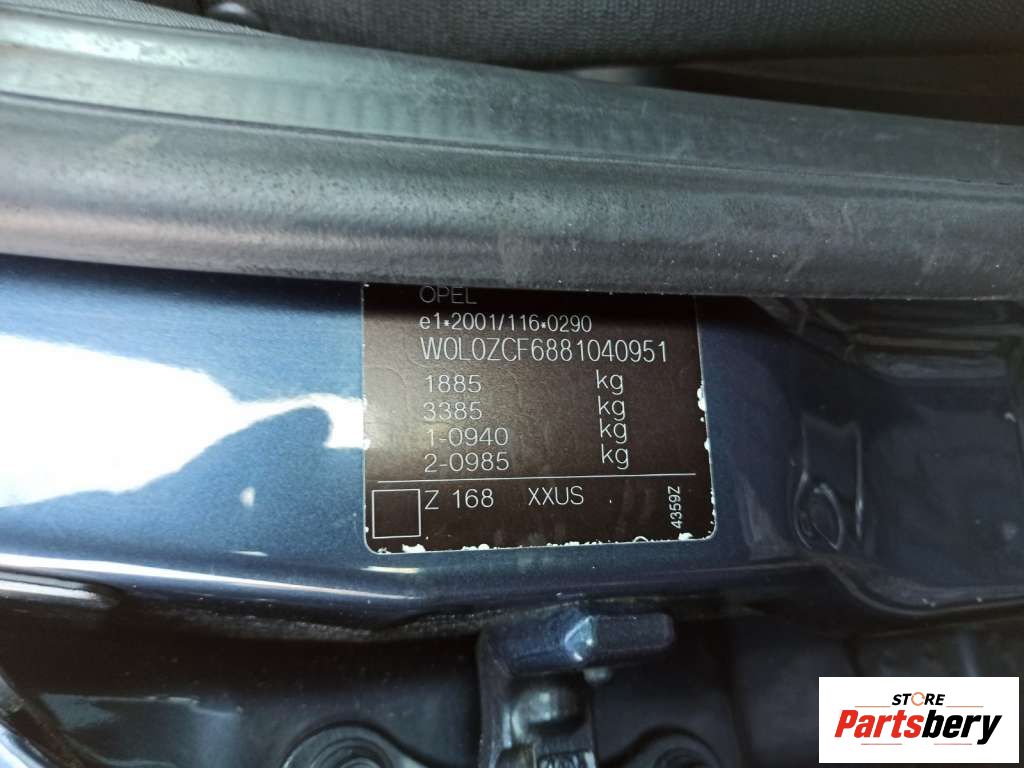 OPEL
e1*2001/116*0290
W0L0ZCF6881040951
1885 kg
3385 kg
1-0940 kg
2-0985 kg
Z 168 XXUS
4359Z
STORE
Partsbery